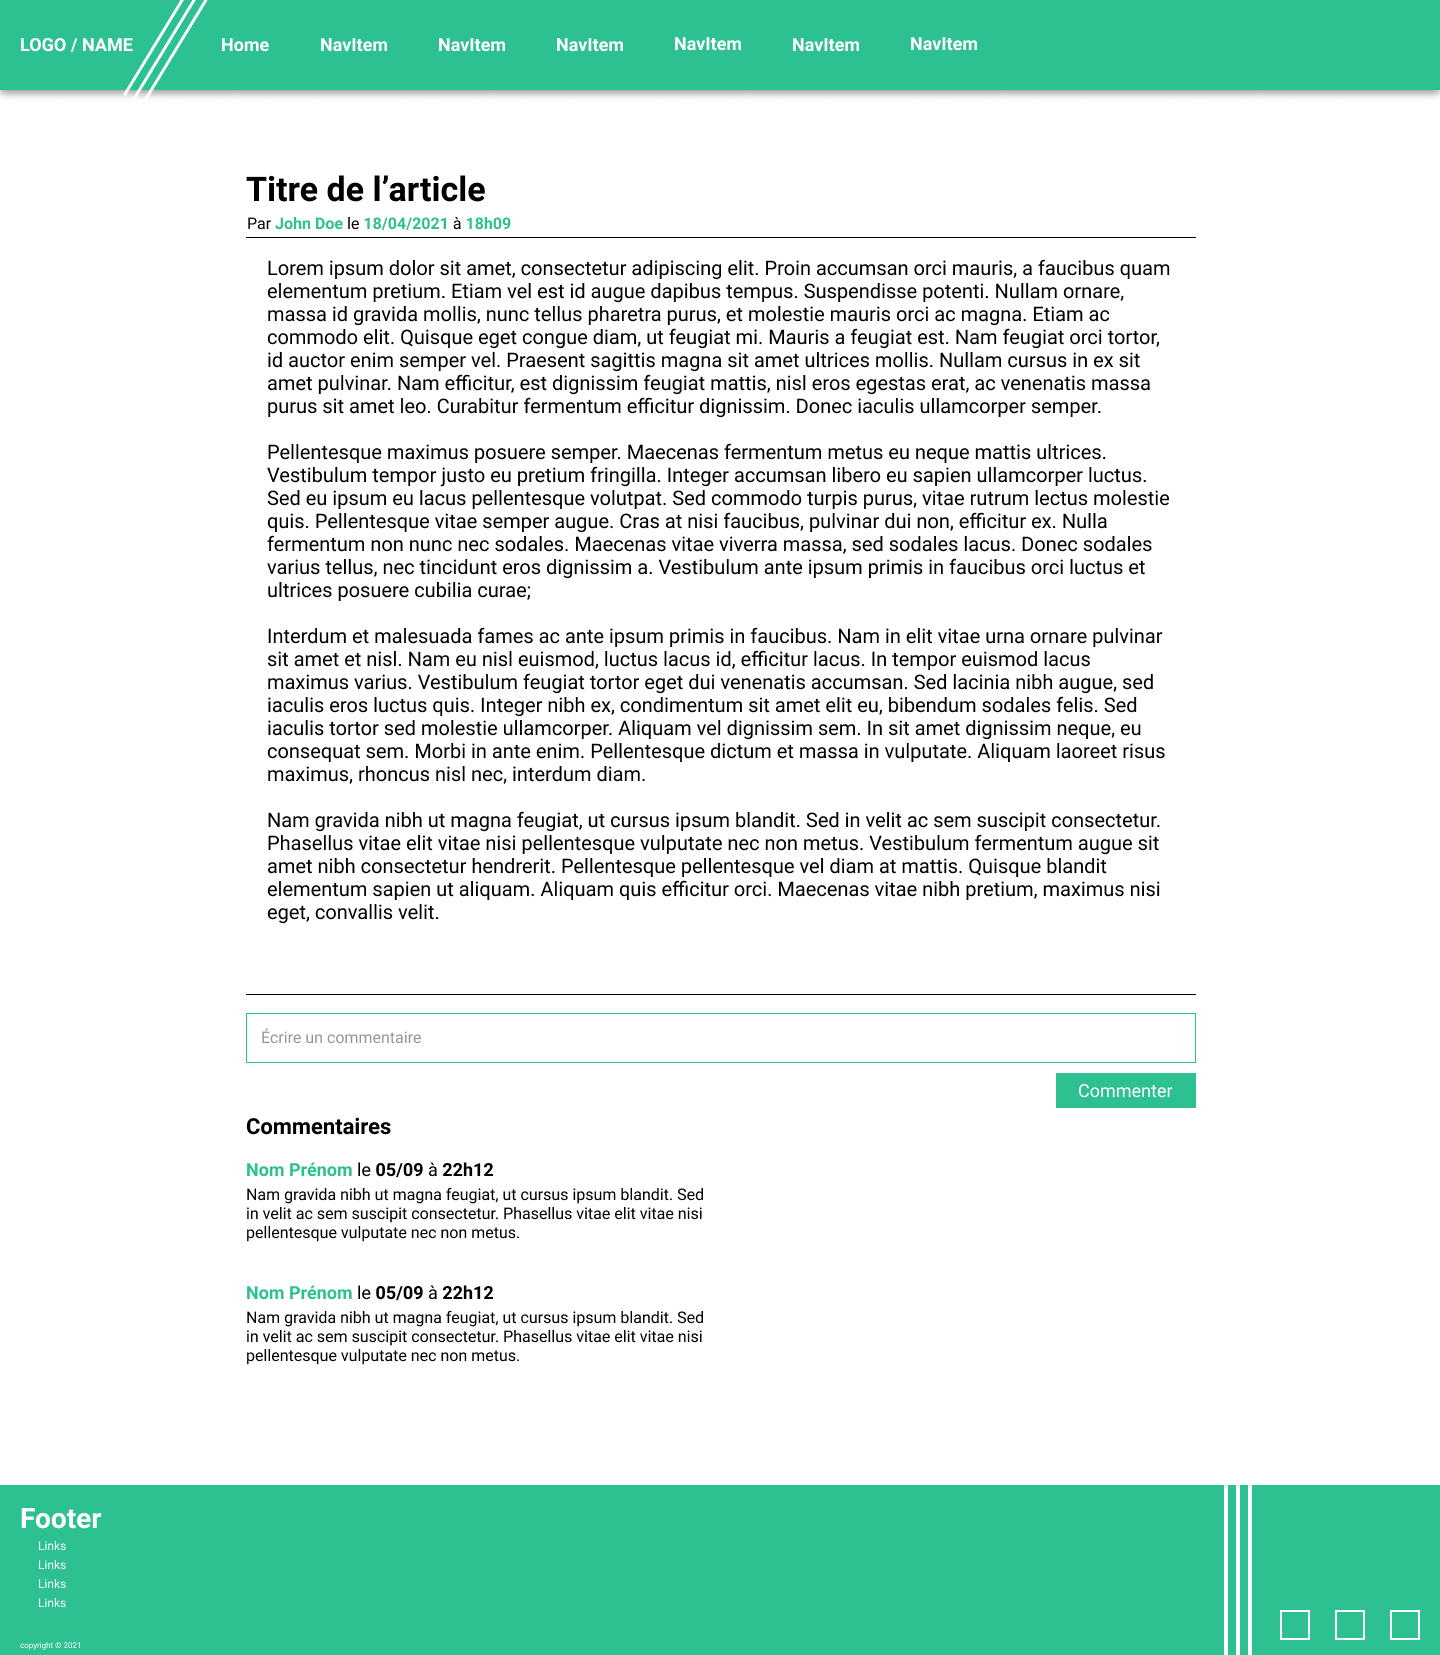 LOGO / NAME
Home NavItem NavItem NavItem NavItem NavItem NavItem
Titre de l’article
Par John Doe le 18/04/2021 à 18h09
Lorem ipsum dolor sit amet, consectetur adipiscing elit. Proin accumsan orci mauris, a faucibus quam
elementum pretium. Etiam vel est id augue dapibus tempus. Suspendisse potenti. Nullam ornare,
massa id gravida mollis, nunc tellus pharetra purus, et molestie mauris orci ac magna. Etiam ac
commodo elit. Quisque eget congue diam, ut feugiat mi. Mauris a feugiat est. Nam feugiat orci tortor,
id auctor enim semper vel. Praesent sagittis magna sit amet ultrices mollis. Nullam cursus in ex sit
amet pulvinar. Nam efficitur, est dignissim feugiat mattis, nisl eros egestas erat, ac venenatis massa
purus sit amet leo. Curabitur fermentum efficitur dignissim. Donec iaculis ullamcorper semper.
Pellentesque maximus posuere semper. Maecenas fermentum metus eu neque mattis ultrices.
Vestibulum tempor justo eu pretium fringilla. Integer accumsan libero eu sapien ullamcorper luctus.
Sed eu ipsum eu lacus pellentesque volutpat. Sed commodo turpis purus, vitae rutrum lectus molestie
quis. Pellentesque vitae semper augue. Cras at nisi faucibus, pulvinar dui non, efficitur ex. Nulla
fermentum non nunc nec sodales. Maecenas vitae viverra massa, sed sodales lacus. Donec sodales
varius tellus, nec tincidunt eros dignissim a. Vestibulum ante ipsum primis in faucibus orci luctus et
ultrices posuere cubilia curae;
Interdum et malesuada fames ac ante ipsum primis in faucibus. Nam in elit vitae urna ornare pulvinar
sit amet et nisl. Nam eu nisl euismod, luctus lacus id, efficitur lacus. In tempor euismod lacus
maximus varius. Vestibulum feugiat tortor eget dui venenatis accumsan. Sed lacinia nibh augue, sed
iaculis eros luctus quis. Integer nibh ex, condimentum sit amet elit eu, bibendum sodales felis. Sed
iaculis tortor sed molestie ullamcorper. Aliquam vel dignissim sem. In sit amet dignissim neque, eu
consequat sem. Morbi in ante enim. Pellentesque dictum et massa in vulputate. Aliquam laoreet risus
maximus, rhoncus nisl nec, interdum diam.
Nam gravida nibh ut magna feugiat, ut cursus ipsum blandit. Sed in velit ac sem suscipit consectetur.
Phasellus vitae elit vitae nisi pellentesque vulputate nec non metus. Vestibulum fermentum augue sit
amet nibh consectetur hendrerit. Pellentesque pellentesque vel diam at mattis. Quisque blandit
elementum sapien ut aliquam. Aliquam quis efficitur orci. Maecenas vitae nibh pretium, maximus nisi
eget, convallis velit.
Écrire un commentaire
Commenter
Commentaires
Nom Prénom le 05/09 à 22h12
Nam gravida nibh ut magna feugiat, ut cursus ipsum blandit. Sed
in velit ac sem suscipit consectetur. Phasellus vitae elit vitae nisi
pellentesque vulputate nec non metus.
Nom Prénom le 05/09 à 22h12
Nam gravida nibh ut magna feugiat, ut cursus ipsum blandit. Sed
in velit ac sem suscipit consectetur. Phasellus vitae elit vitae nisi
pellentesque vulputate nec non metus.
Footer
Links
Links
Links
Links
copyright © 2021